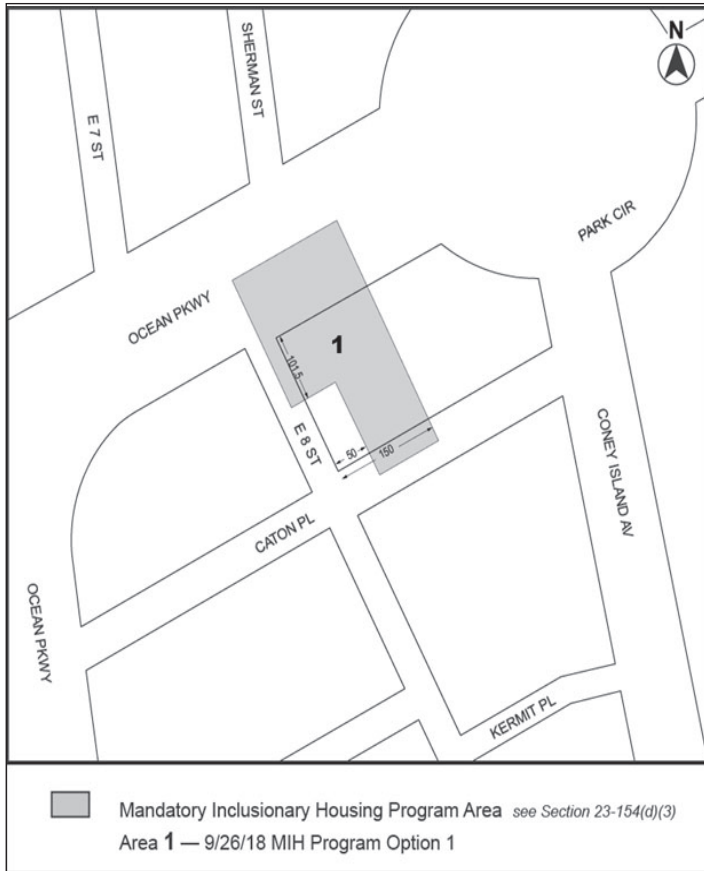 N
SHERMAN ST
E 7 ST
PARK CIR
OCEAN PKWY
1
101.5
E 8 ST
50
150
CONEY ISLAND AV
CATON PL
OCEAN PKWY
KERMIT PL
Mandatory Inclusionary Housing Program Area see Section 23-154(d)(3)
Area 1 — 9/26/18 MIH Program Option 1